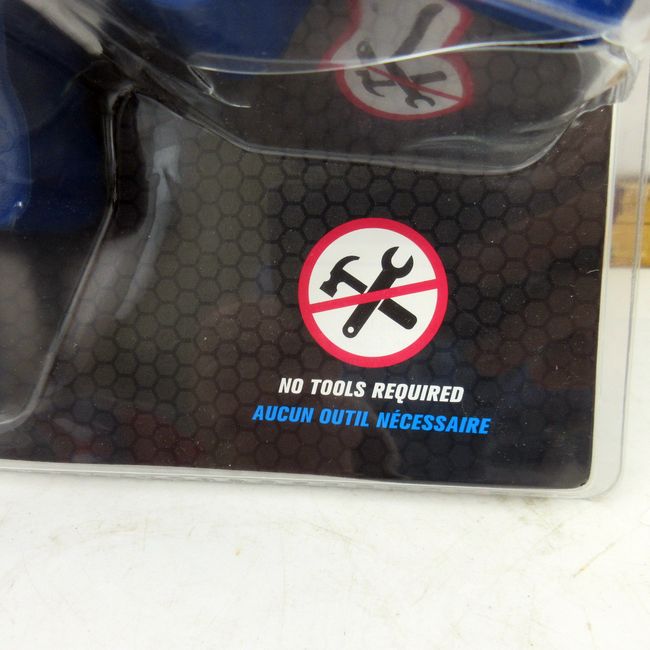 NO TOOLS REQUIRED
AUCUN OUTIL NÉCESSAIRE